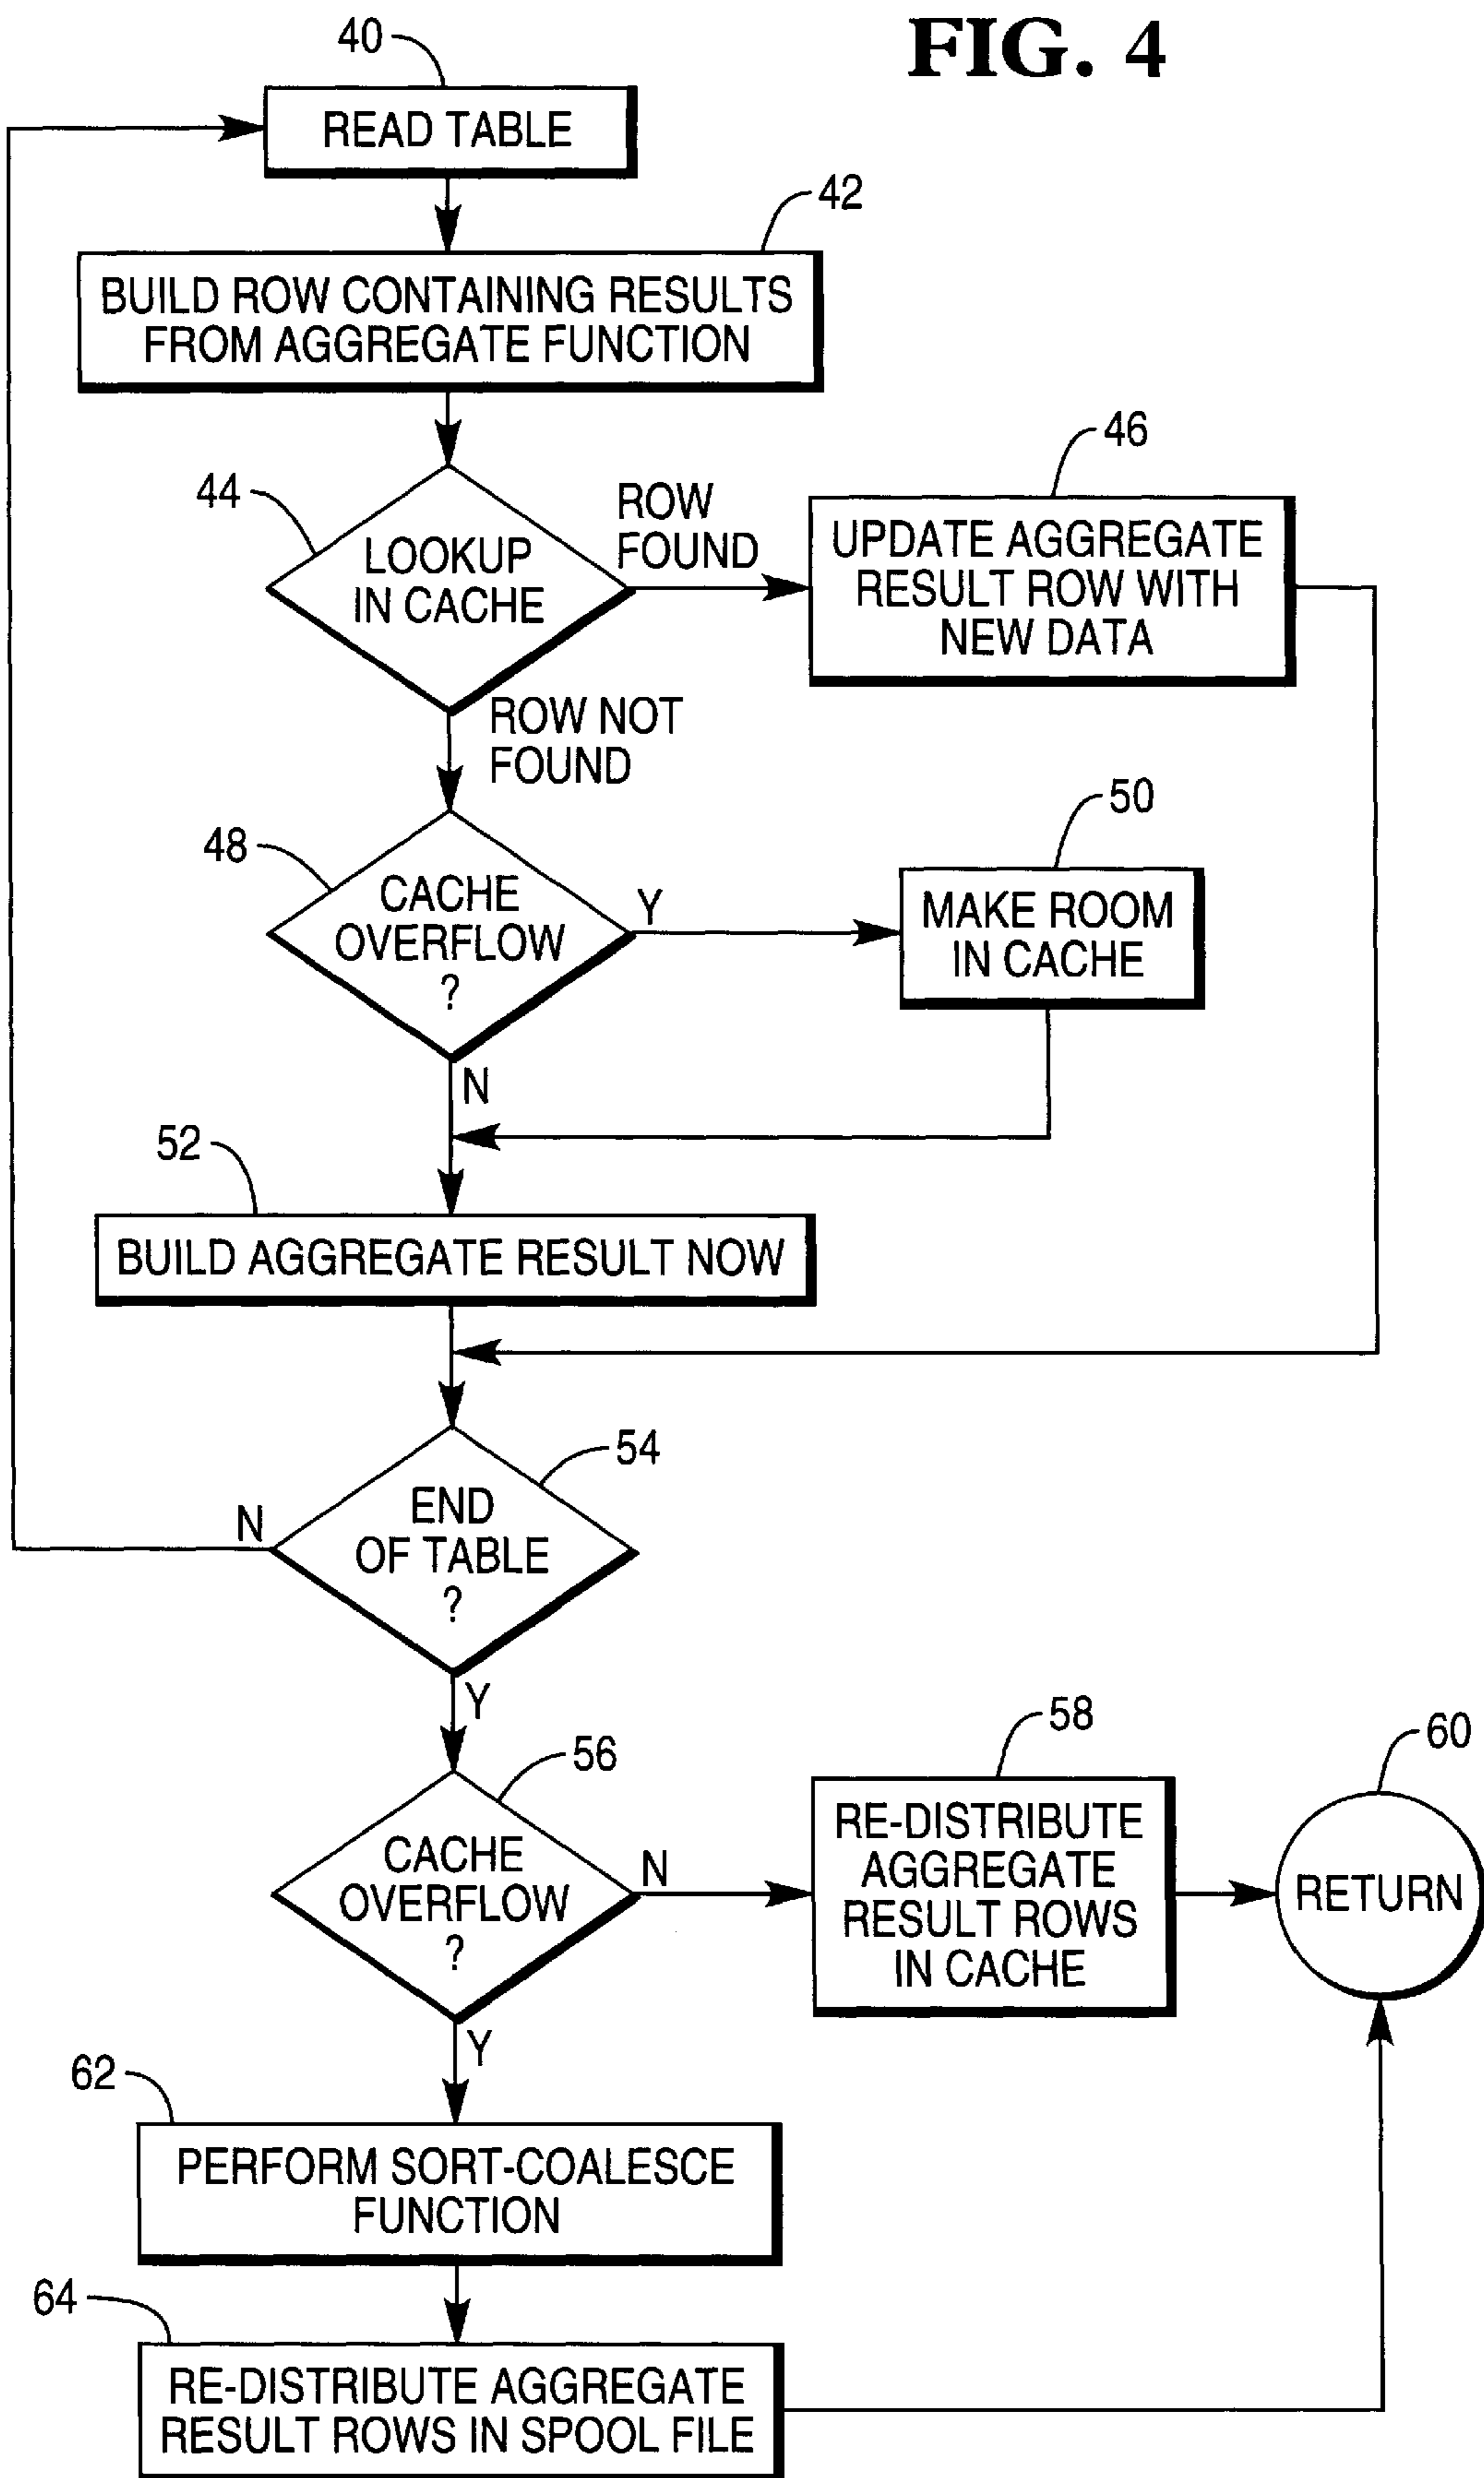 FIG. 4
40
READ TABLE
42
BUILD ROW CONTAINING RESULTS
FROM AGGREGATE FUNCTION
44
LOOKUP
IN CACHE
ROW
FOUND
46
UPDATE AGGREGATE
RESULT ROW WITH
NEW DATA
ROW NOT
FOUND
48
CACHE
OVERFLOW
?
Y
50
MAKE ROOM
IN CACHE
N
52
BUILD AGGREGATE RESULT NOW
54
END
OF TABLE
?
N
Y
56
CACHE
OVERFLOW
?
N
58
RE-DISTRIBUTE
AGGREGATE
RESULT ROWS
IN CACHE
60
RETURN
Y
62
PERFORM SORT-COALESCE
FUNCTION
64
RE-DISTRIBUTE AGGREGATE
RESULT ROWS IN SPOOL FILE